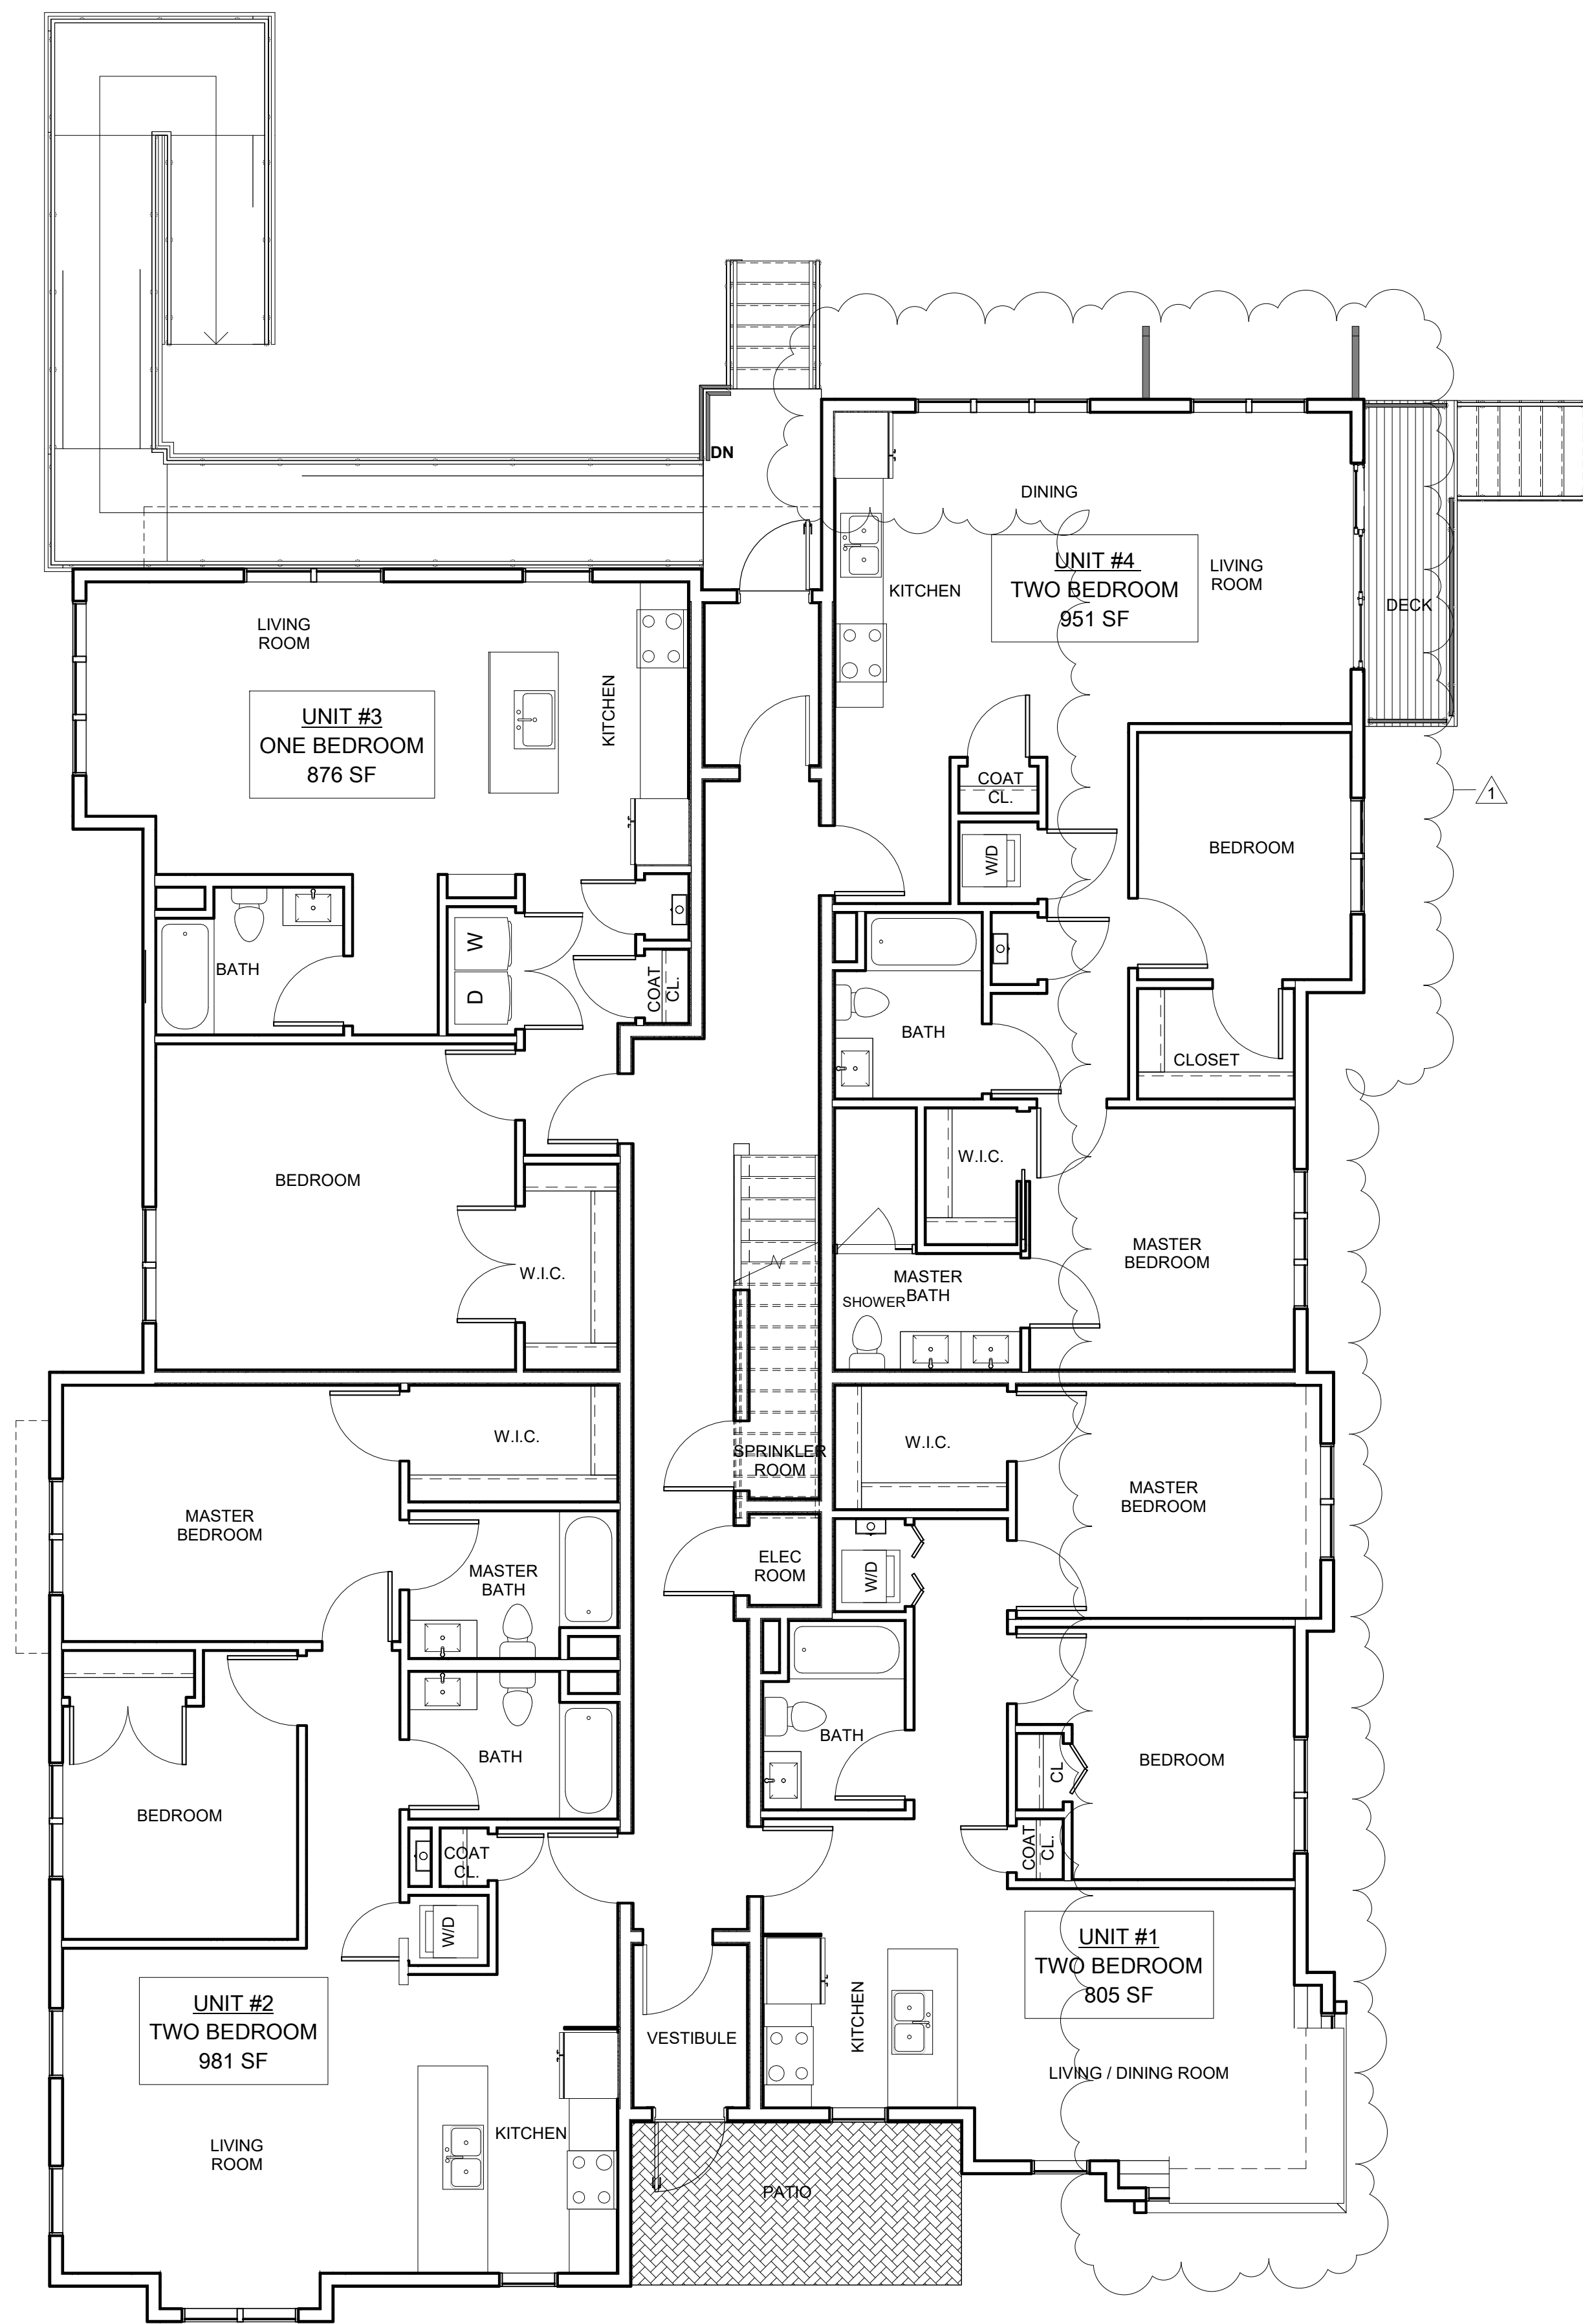 DN
DINING
UNIT #4
TWO BEDROOM
951 SF
LIVING
ROOM
KITCHEN
DECK
LIVING
ROOM
UNIT #3
ONE BEDROOM
876 SF
KITCHEN
COAT
CL.
1
W/D
BEDROOM
BATH
W
D
COAT
CL.
BATH
CLOSET
BEDROOM
W.I.C.
W.I.C.
MASTER
BEDROOM
MASTER
BATH
SHOWER
W.I.C.
SPRINKLER
ROOM
W.I.C.
MASTER
BEDROOM
MASTER
BEDROOM
MASTER
BATH
ELEC
ROOM
W/D
BATH
BATH
BEDROOM
CL
BEDROOM
COAT
CL.
COAT
CL.
W/D
UNIT #2
TWO BEDROOM
981 SF
VESTIBULE
KITCHEN
UNIT #1
TWO BEDROOM
805 SF
LIVING / DINING ROOM
KITCHEN
LIVING
ROOM
PATIO